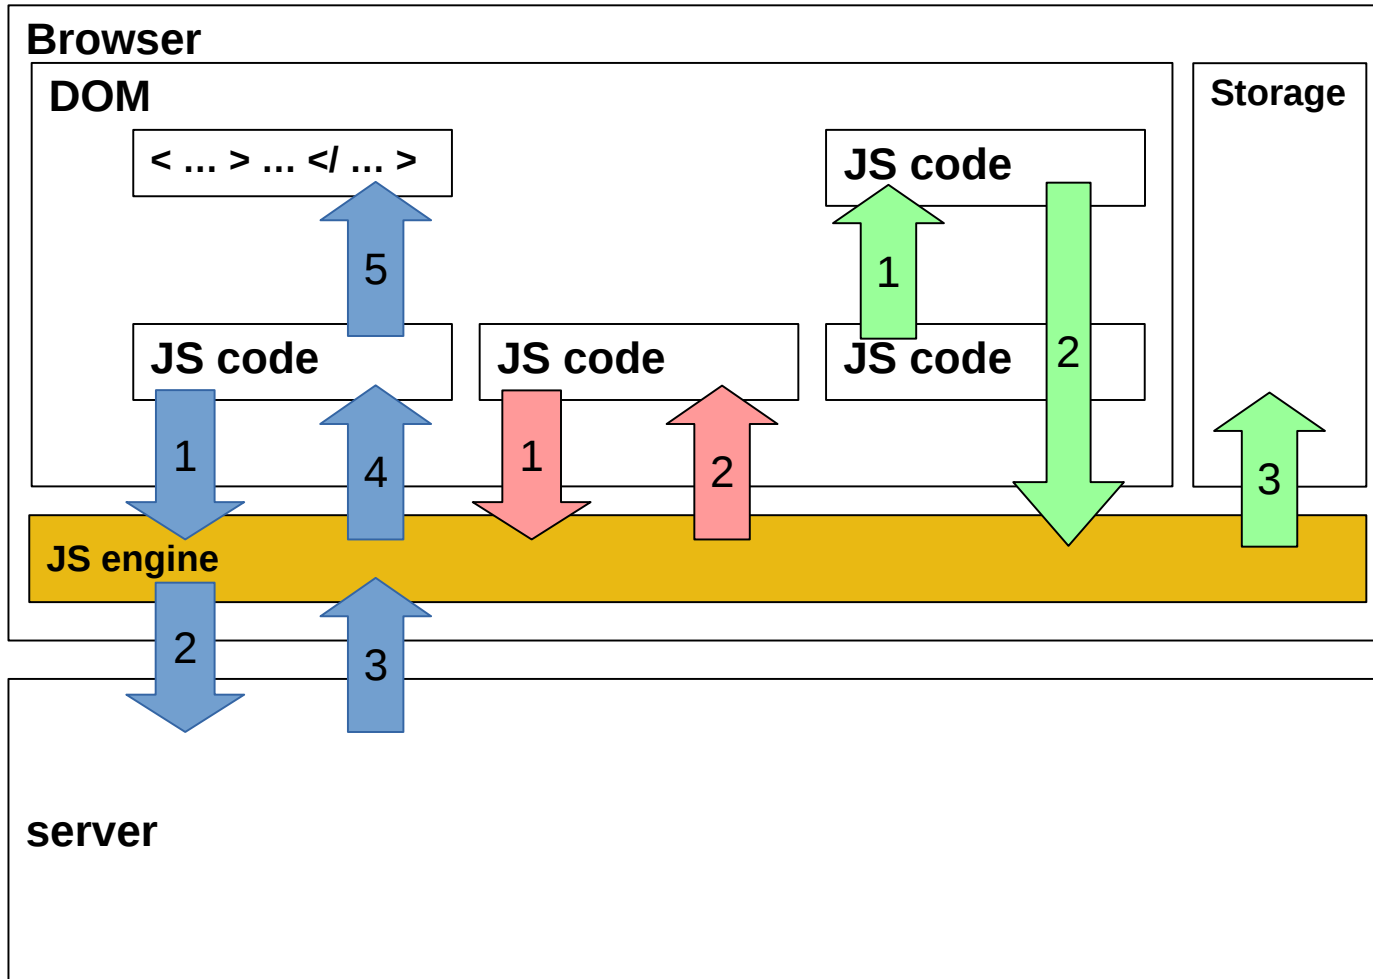 Browser
DOM
Storage
< ... > ... </ ... >
JS code
5
1
JS code
JS code
JS code
2
1
4
1
2
3
JS engine
2
3
server